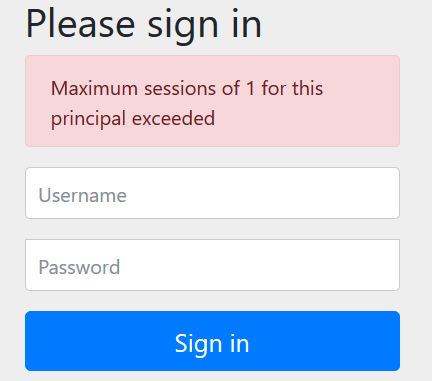 Please sign in
Maximum sessions of 1 for this
principal exceeded
Username
Password
Sign in